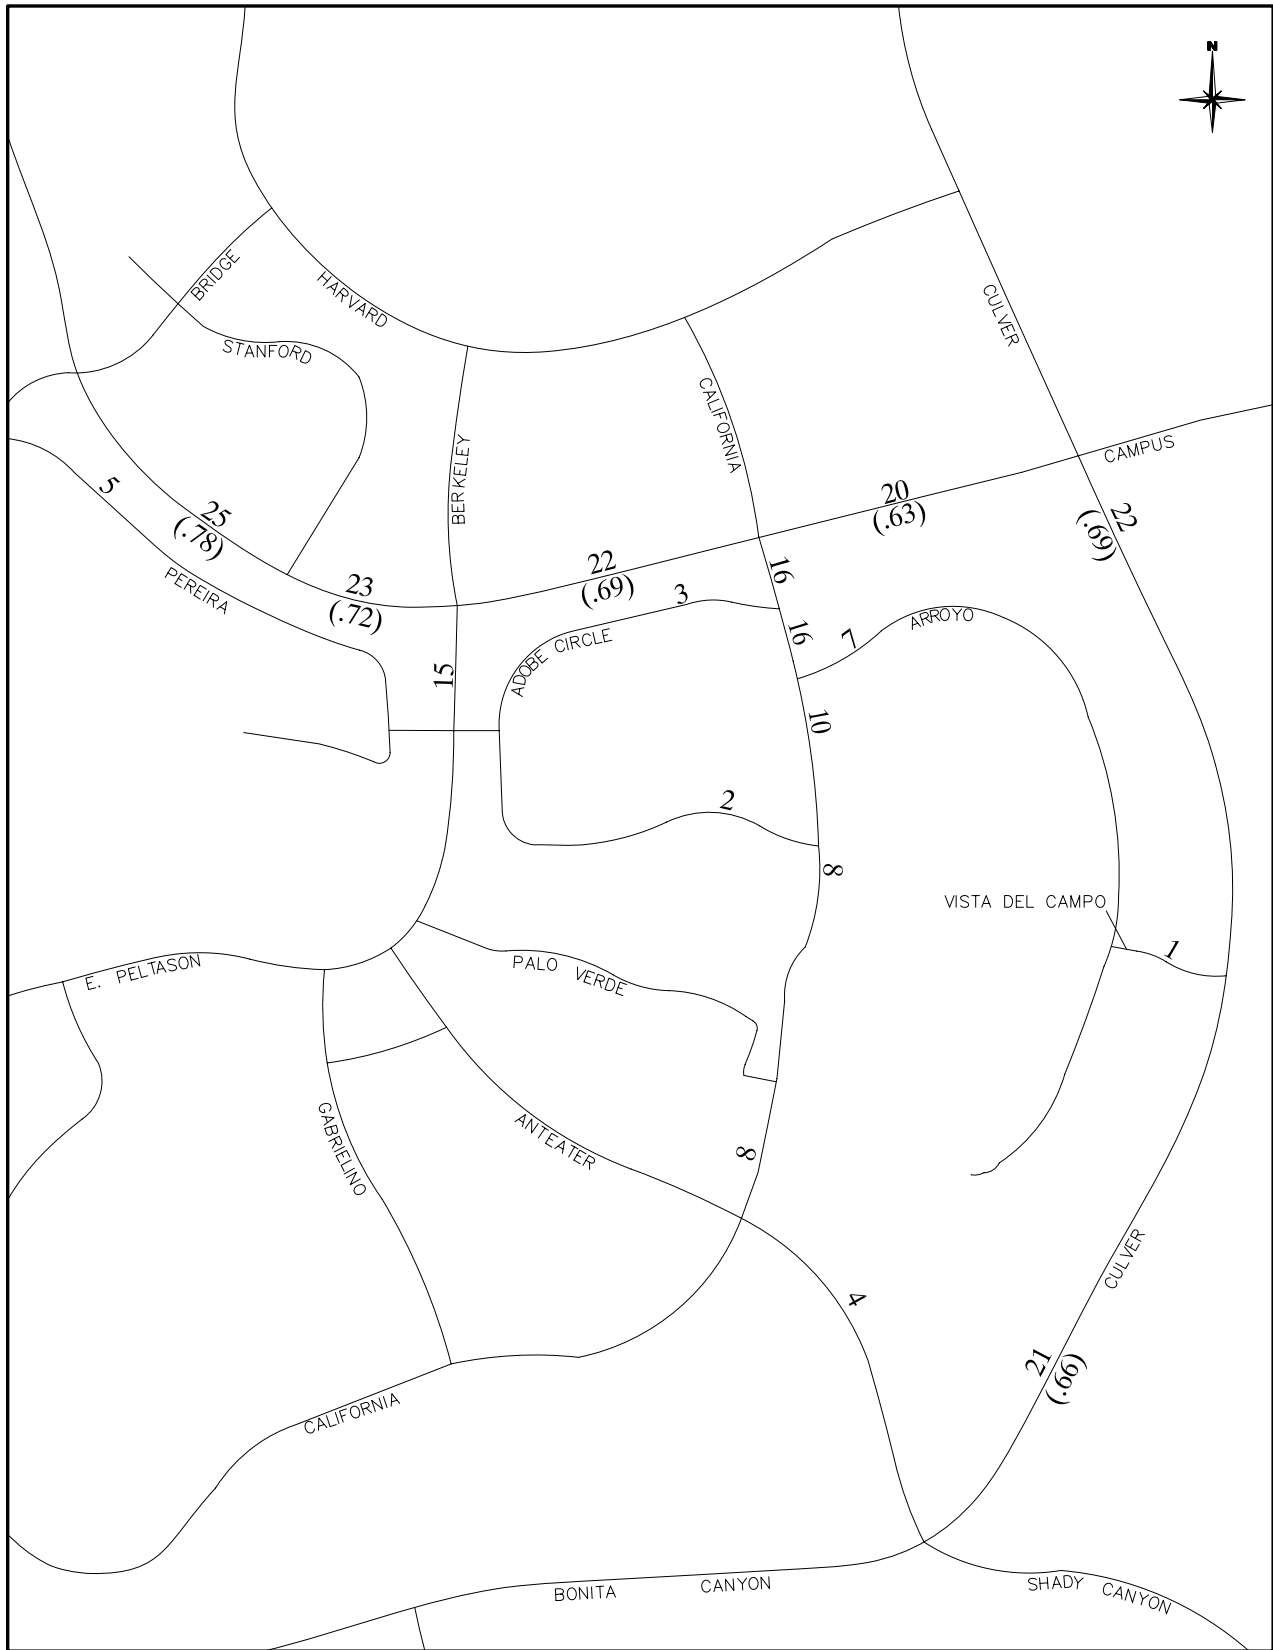 N
BRIDGE
HARVARD
STANFORD
CULVER
CALIFORNIA
BERKELEY
CAMPUS
5
25
(.78)
20
(.63)
22
(.69)
PEREIRA
23
(.72)
22
(.69)
3
16
16
7
ARROYO
ADOBE CIRCLE
15
10
2
8
VISTA DEL CAMPO
1
E. PELTASON
PALO VERDE
GABRIELINO
ANTEATER
8
CULVER
4
21
(.66)
CALIFORNIA
BONITA CANYON
SHADY CANYON